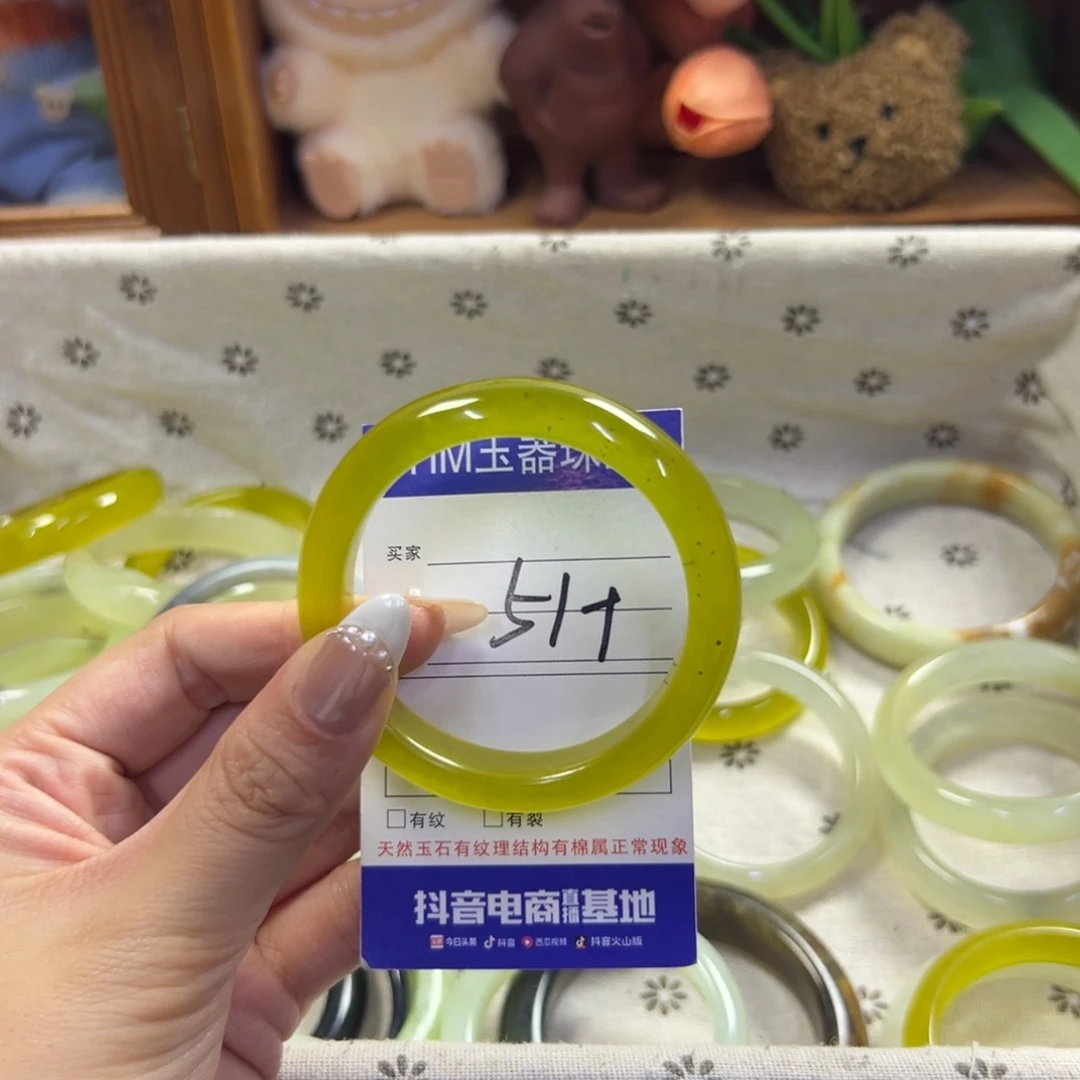 玉器珠
买家
51↑
有纹 有裂
天然玉石有纹理结构有棉属正常现象
抖音电商直播基地
今日头条 抖音 西瓜视频 抖音火山版